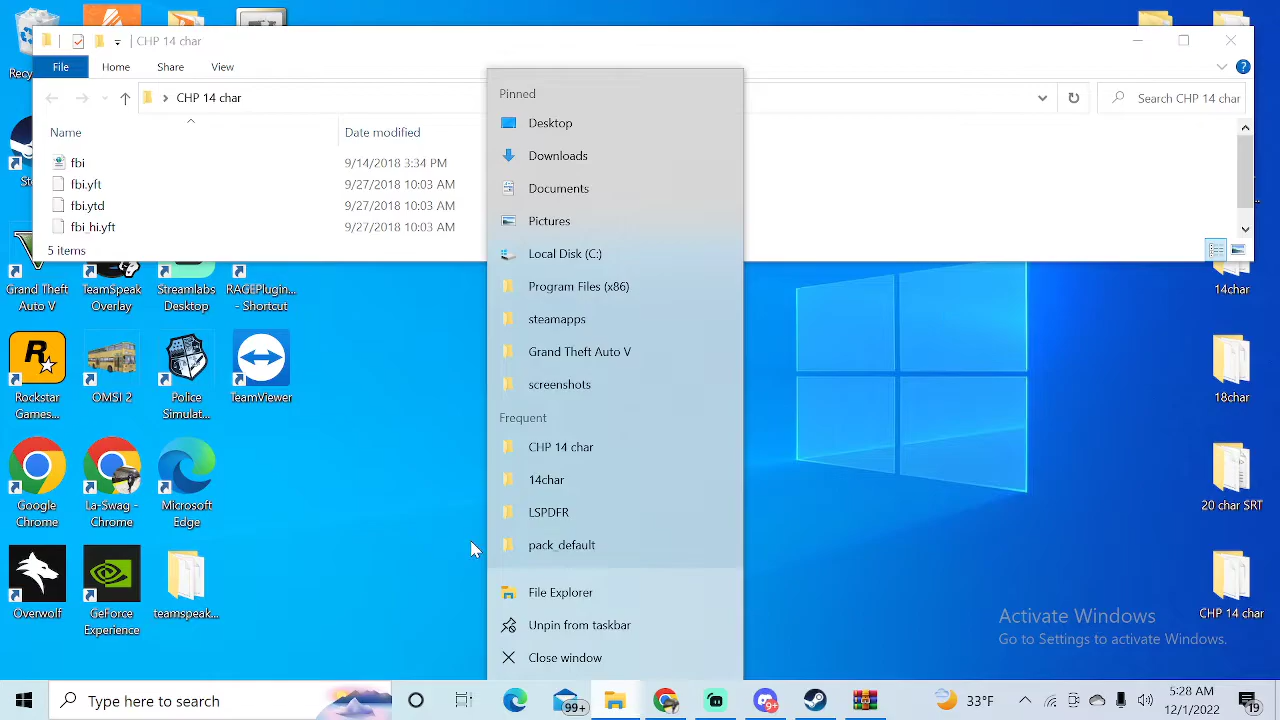 CHP 14 char
File
Home
Share
View
CHP 14 char
Search CHP 14 char
Name
Date modified
fbi
9/14/2018 3:34 PM
fbi.yft
9/27/2018 10:03 AM
fbi.ytd
9/27/2018 10:03 AM
fbi_hi.yft
9/27/2018 10:03 AM
5 items
Pinned
Desktop
Downloads
Documents
Pictures
Local Disk (C:)
Program Files (x86)
steamapps
Grand Theft Auto V
screenshots
Frequent
CHP 14 char
14char
LSPDFR
pack_default
File Explorer
Unpin from taskbar
Close window
Grand Theft
Auto V
TeamSpeak
Overlay
Streamlabs
Desktop
RAGEPlugin...
- Shortcut
Rockstar
Games...
OMSI 2
Police
Simulat...
TeamViewer
Google
Chrome
La-Swag -
Chrome
Microsoft
Edge
Overwolf
GeForce
Experience
teamspeak...
14char
18char
20 char SRT
CHP 14 char
Activate Windows
Go to Settings to activate Windows.
Type here to search
99+
33°F
5:28 AM
12/1/2022
19